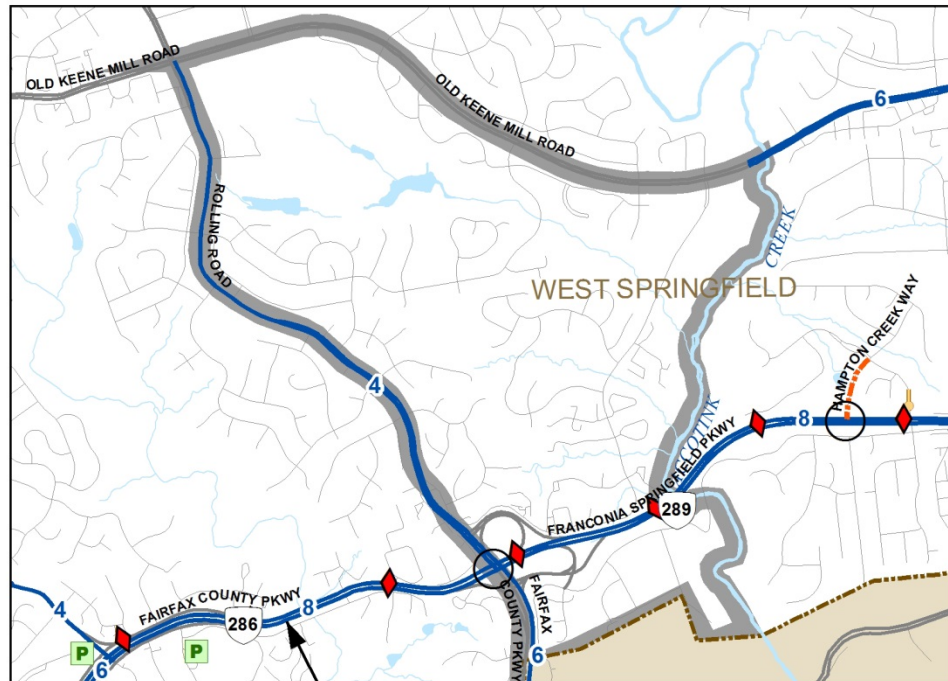 OLD KEENE MILL ROAD
OLD KEENE MILL ROAD
6
ROLLING ROAD
CREEK
WEST SPRINGFIELD
HAMPTON CREEK WAY
4
8
COTINK
FRANCONIA SPRINGFIELD PKWY
289
FAIRFAX COUNTY PKWY
286
8
FAIRFAX
COUNTY PKWY
4
P
P
6
6